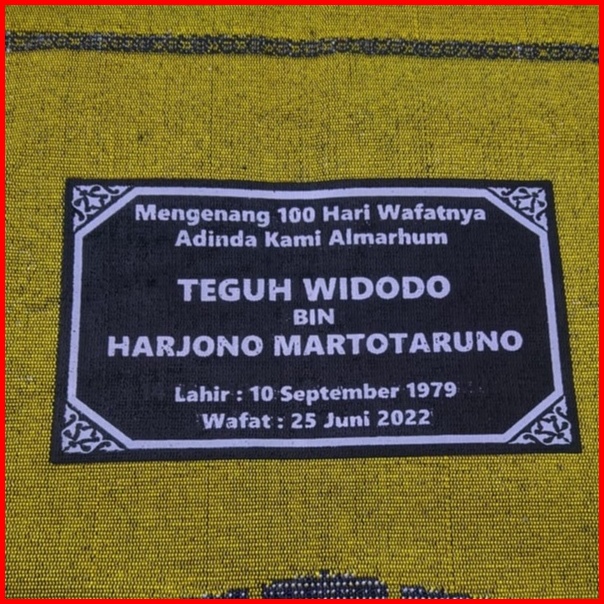 Mengenang 100 Hari Wafatnya
Adinda Kami Almarhum
TEGUH WIDODO
BIN
HARJONO MARTOTARUNO
Lahir : 10 September 1979
Wafat : 25 Juni 2022